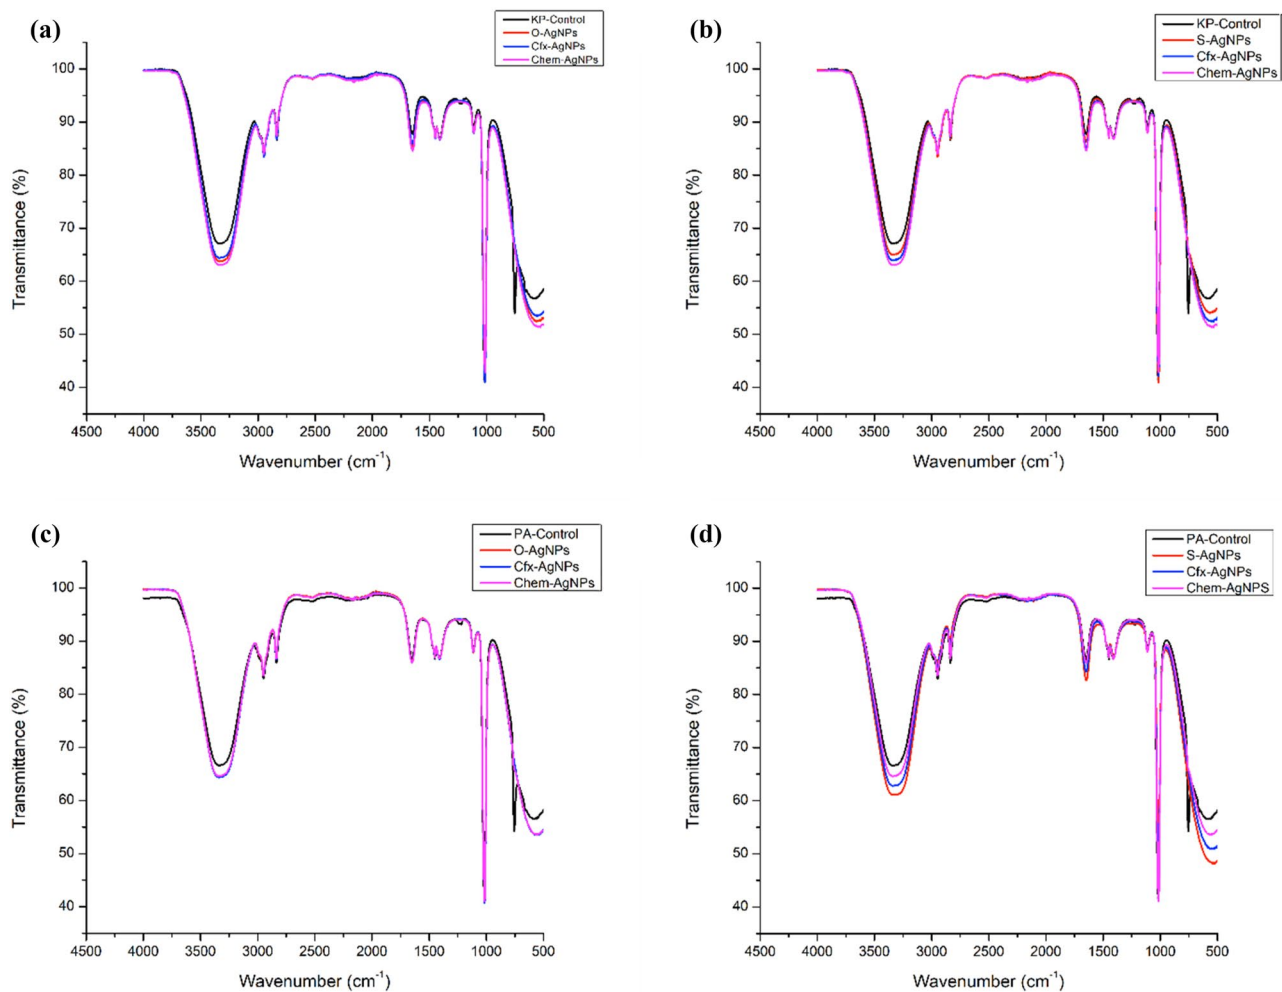 (a)
KP-Control
O-AgNPs
Cfx-AgNPs
Chem-AgNPs
100
90
80
70
60
50
40
Transmittance (%)
4500 4000 3500 3000 2500 2000 1500 1000 500
Wavenumber (cm⁻¹)
(b)
KP-Control
S-AgNPs
Cfx-AgNPs
Chem-AgNPs
100
90
80
70
60
50
40
Transmittance (%)
4500 4000 3500 3000 2500 2000 1500 1000 500
Wavenumber (cm⁻¹)
(c)
PA-Control
O-AgNPs
Cfx-AgNPs
Chem-AgNPs
100
90
80
70
60
50
40
Transmittance (%)
4500 4000 3500 3000 2500 2000 1500 1000 500
Wavenumber (cm⁻¹)
(d)
PA-Control
S-AgNPs
Cfx-AgNPs
Chem-AgNPS
100
90
80
70
60
50
40
Transmittance (%)
4500 4000 3500 3000 2500 2000 1500 1000 500
Wavenumber (cm⁻¹)